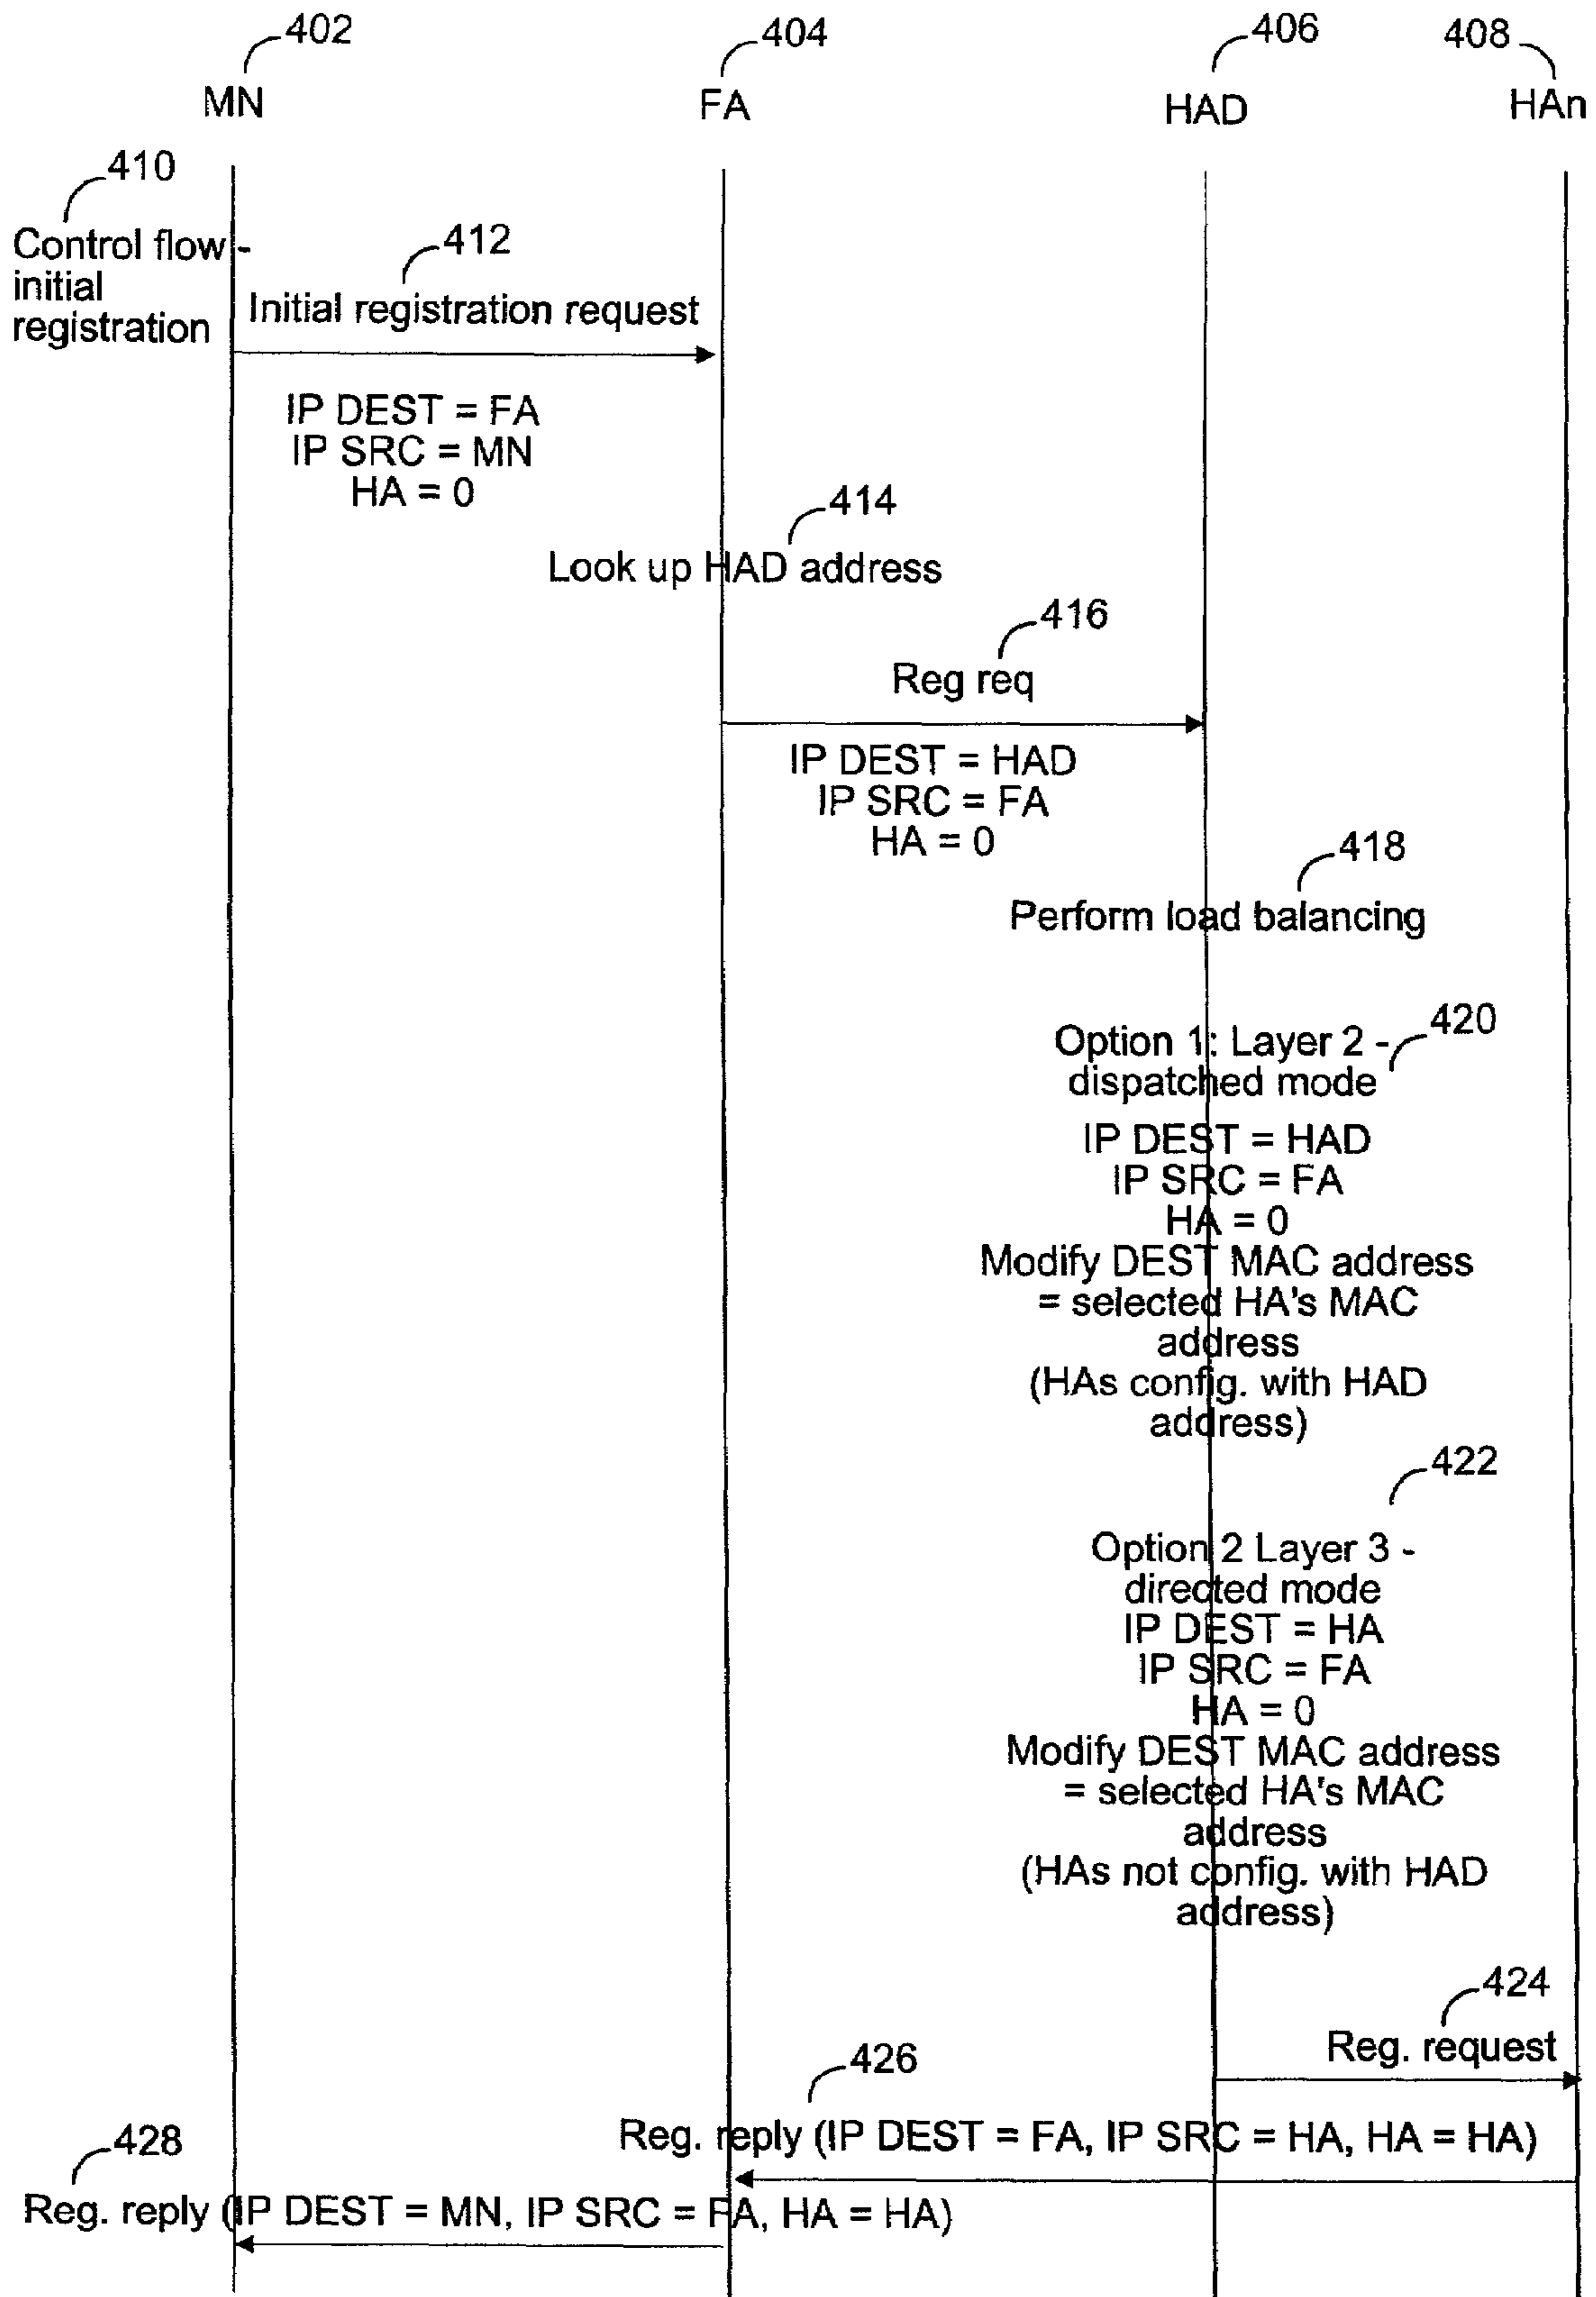 402
404
406
408
MN
FA
HAD
HAn
410
Control flow -
initial
registration
412
Initial registration request
IP DEST = FA
IP SRC = MN
HA = 0
414
Look up HAD address
416
Reg req
IP DEST = HAD
IP SRC = FA
HA = 0
418
Perform load balancing
420
Option 1: Layer 2 -
dispatched mode
IP DEST = HAD
IP SRC = FA
HA = 0
Modify DEST MAC address
= selected HA's MAC
address
(HAs config. with HAD
address)
422
Option 2 Layer 3 -
directed mode
IP DEST = HA
IP SRC = FA
HA = 0
Modify DEST MAC address
= selected HA's MAC
address
(HAs not config. with HAD
address)
424
Reg. request
426
Reg. reply (IP DEST = FA, IP SRC = HA, HA = HA)
428
Reg. reply (IP DEST = MN, IP SRC = FA, HA = HA)